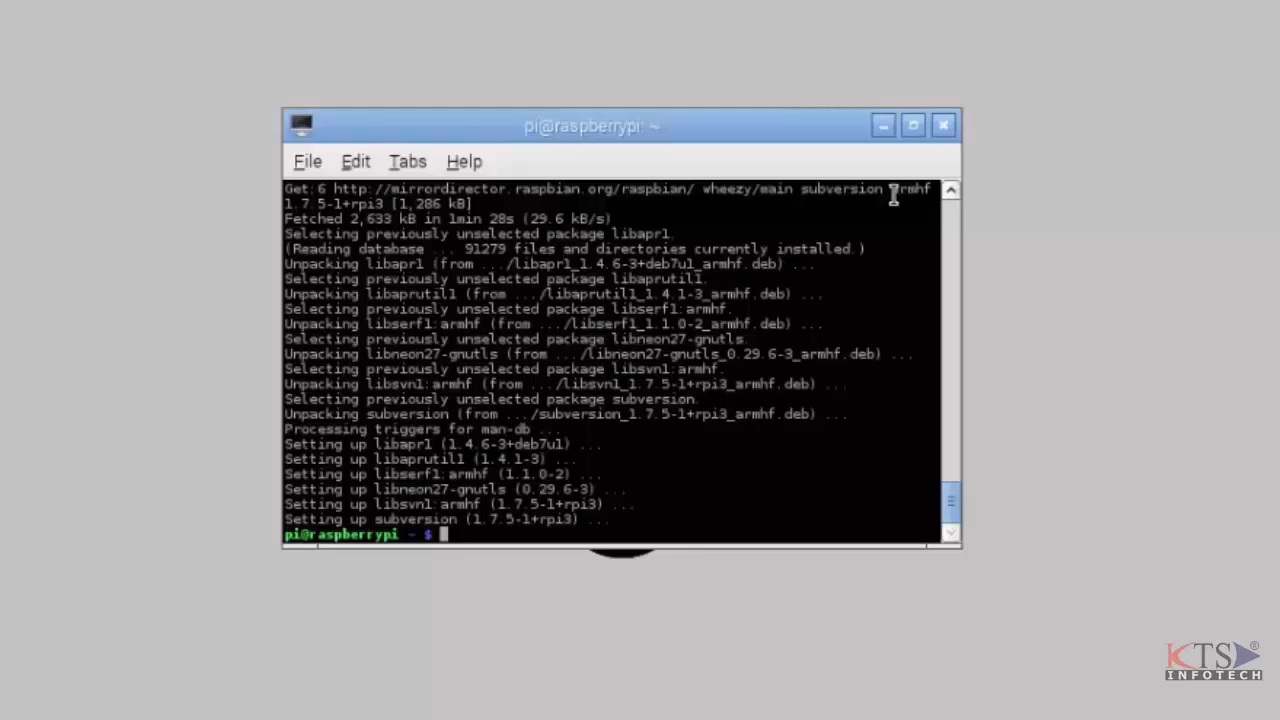 pi@raspberrypi: ~
File Edit Tabs Help
Get:6 http://mirrordirector.raspbian.org/raspbian/ wheezy/main subversion armhf
1.7.5-1+rpi3 [1,286 kB]
Fetched 2,633 kB in 1min 28s (29.6 kB/s)
Selecting previously unselected package libapr1.
(Reading database ... 91279 files and directories currently installed.)
Unpacking libapr1 (from .../libapr1_1.4.6-3+deb7u1_armhf.deb) ...
Selecting previously unselected package libaprutil1.
Unpacking libaprutil1 (from .../libaprutil1_1.4.1-3_armhf.deb) ...
Selecting previously unselected package libserf1:armhf.
Unpacking libserf1:armhf (from .../libserf1_1.1.0-2_armhf.deb) ...
Selecting previously unselected package libneon27-gnutls.
Unpacking libneon27-gnutls (from .../libneon27-gnutls_0.29.6-3_armhf.deb) ...
Selecting previously unselected package libsvn1:armhf.
Unpacking libsvn1:armhf (from .../libsvn1_1.7.5-1+rpi3_armhf.deb) ...
Selecting previously unselected package subversion.
Unpacking subversion (from .../subversion_1.7.5-1+rpi3_armhf.deb) ...
Processing triggers for man-db ...
Setting up libapr1 (1.4.6-3+deb7u1) ...
Setting up libaprutil1 (1.4.1-3) ...
Setting up libserf1:armhf (1.1.0-2) ...
Setting up libneon27-gnutls (0.29.6-3) ...
Setting up libsvn1:armhf (1.7.5-1+rpi3) ...
Setting up subversion (1.7.5-1+rpi3) ...
pi@raspberrypi ~ $
KTS®
INFOTECH